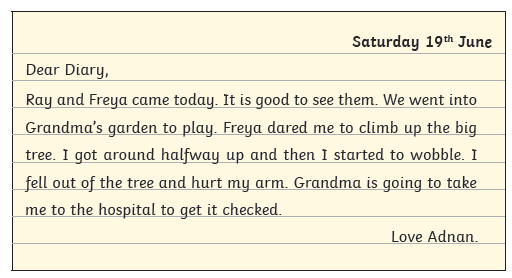 Saturday 19th June
Dear Diary,
Ray and Freya came today. It is good to see them. We went into
Grandma's garden to play. Freya dared me to climb up the big
tree. I got around halfway up and then I started to wobble. I
fell out of the tree and hurt my arm. Grandma is going to take
me to the hospital to get it checked.
Love Adnan.